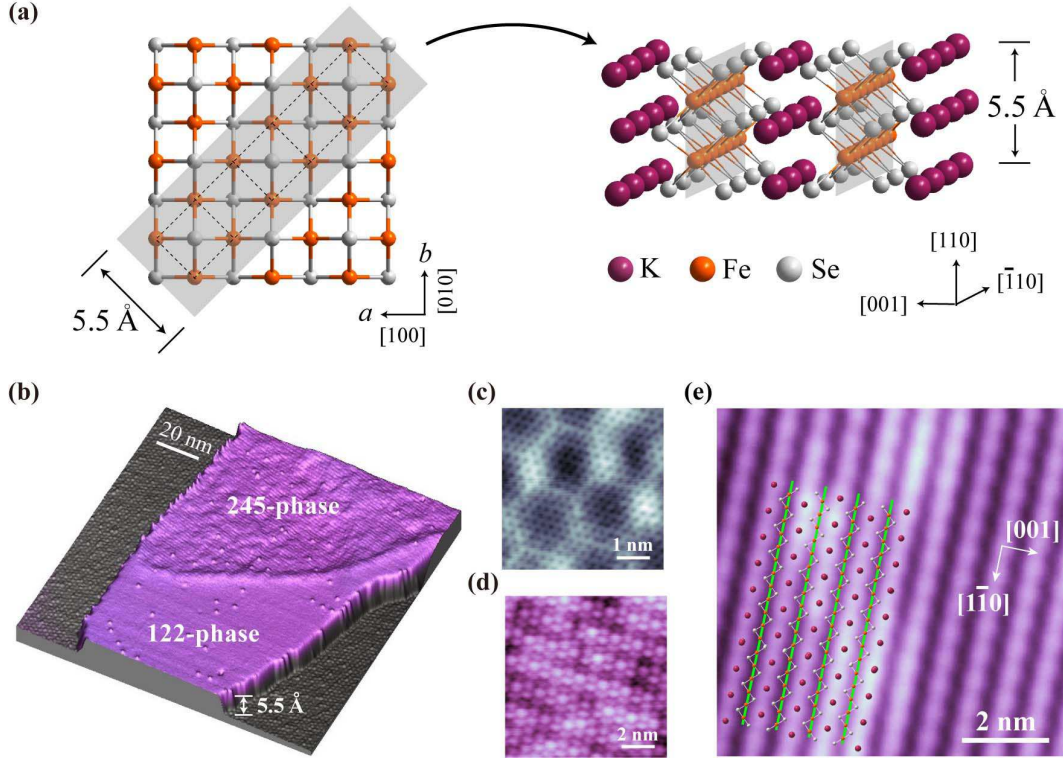 (a)
5.5 Å
b
[010]
a
[100]
5.5 Å
K Fe Se
[110]
[001]
[1̄10]
(b)
20 nm
245-phase
122-phase
5.5 Å
(c)
1 nm
(d)
2 nm
(e)
[001]
[11̄0]
2 nm